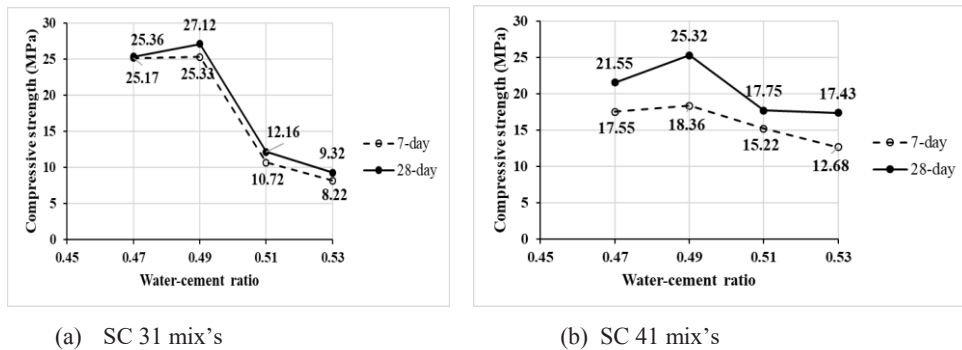 Compressive strength (MPa)
30
25
20
15
10
5
0
25.36
27.12
25.17
25.33
12.16
10.72
9.32
8.22
7-day
28-day
0.45 0.47 0.49 0.51 0.53
Water-cement ratio
(a) SC 31 mix's
Compressive strength (MPa)
30
25
20
15
10
5
0
21.55
25.32
17.75
17.43
17.55
18.36
15.22
12.68
7-day
28-day
0.45 0.47 0.49 0.51 0.53
Water-cement ratio
(b) SC 41 mix's